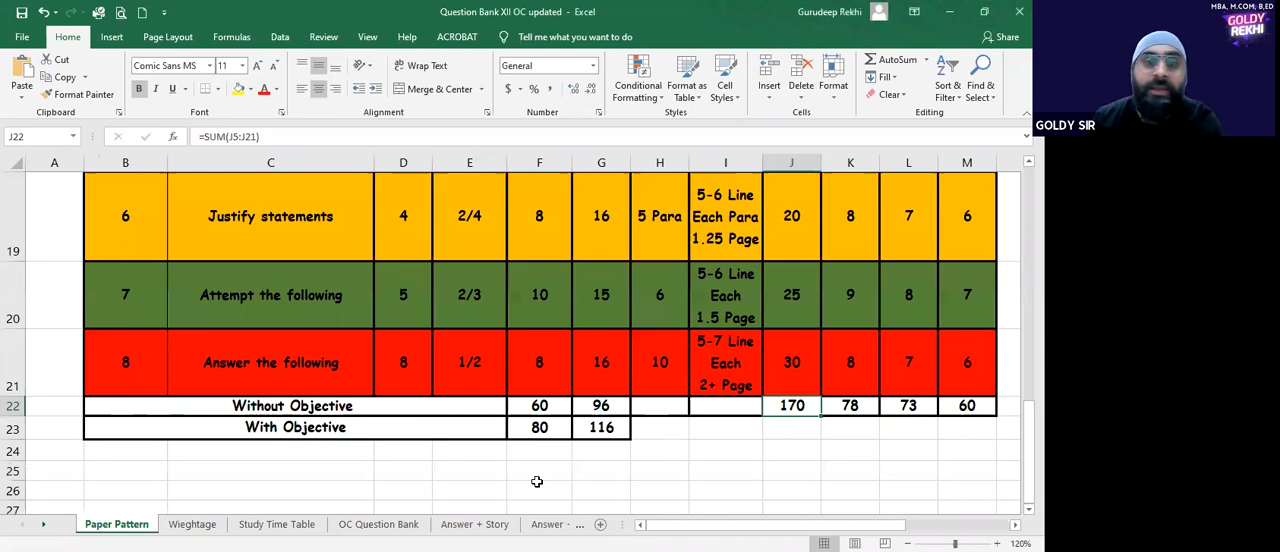 Question Bank XII OC updated - Excel
Gurudeep Rekhi
MBA, M.COM, B,ED
GOLDY
REKHI
File Home Insert Page Layout Formulas Data Review View Help ACROBAT Tell me what you want to do Share
Cut
Copy
Format Painter
Paste
Clipboard
Comic Sans MS 11
B I U
Font
Wrap Text
Merge & Center
Alignment
General
$ % ,
Number
Conditional
Formatting
Format as
Table
Cell
Styles
Styles
Insert Delete Format
Cells
AutoSum
Fill
Clear
Sort &
Filter
Find &
Select
Editing
GOLDY SIR
J22 fx =SUM(J5:J21)
A B C D E F G H I J K L M
19 6 Justify statements 4 2/4 8 16 5 Para 5-6 Line
Each Para
1.25 Page 20 8 7 6
20 7 Attempt the following 5 2/3 10 15 6 5-6 Line
Each
1.5 Page 25 9 8 7
21 8 Answer the following 8 1/2 8 16 10 5-7 Line
Each
2+ Page 30 8 7 6
22 Without Objective 60 96 170 78 73 60
23 With Objective 80 116
24
25
26
27
Paper Pattern Weightage Study Time Table OC Question Bank Answer + Story Answer - ...
120%